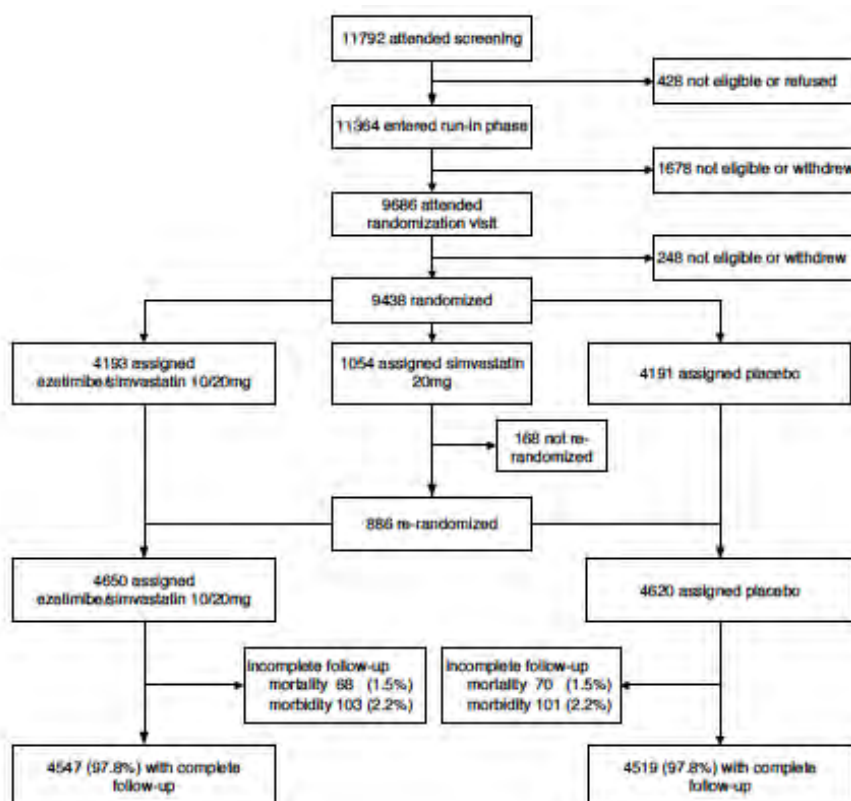 11792 attended screening
428 not eligible or refused
11364 entered run-in phase
1678 not eligible or withdrew
9686 attended
randomization visit
248 not eligible or withdrew
9438 randomized
4193 assigned
ezetimibe/simvastatin 10/20mg
1054 assigned simvastatin
20mg
4191 assigned placebo
168 not re-
randomized
886 re-randomized
4650 assigned
ezetimibe/simvastatin 10/20mg
4620 assigned placebo
Incomplete follow-up
mortality 68 (1.5%)
morbidity 103 (2.2%)
Incomplete follow-up
mortality 70 (1.5%)
morbidity 101 (2.2%)
4547 (97.8%) with complete
follow-up
4519 (97.8%) with complete
follow-up